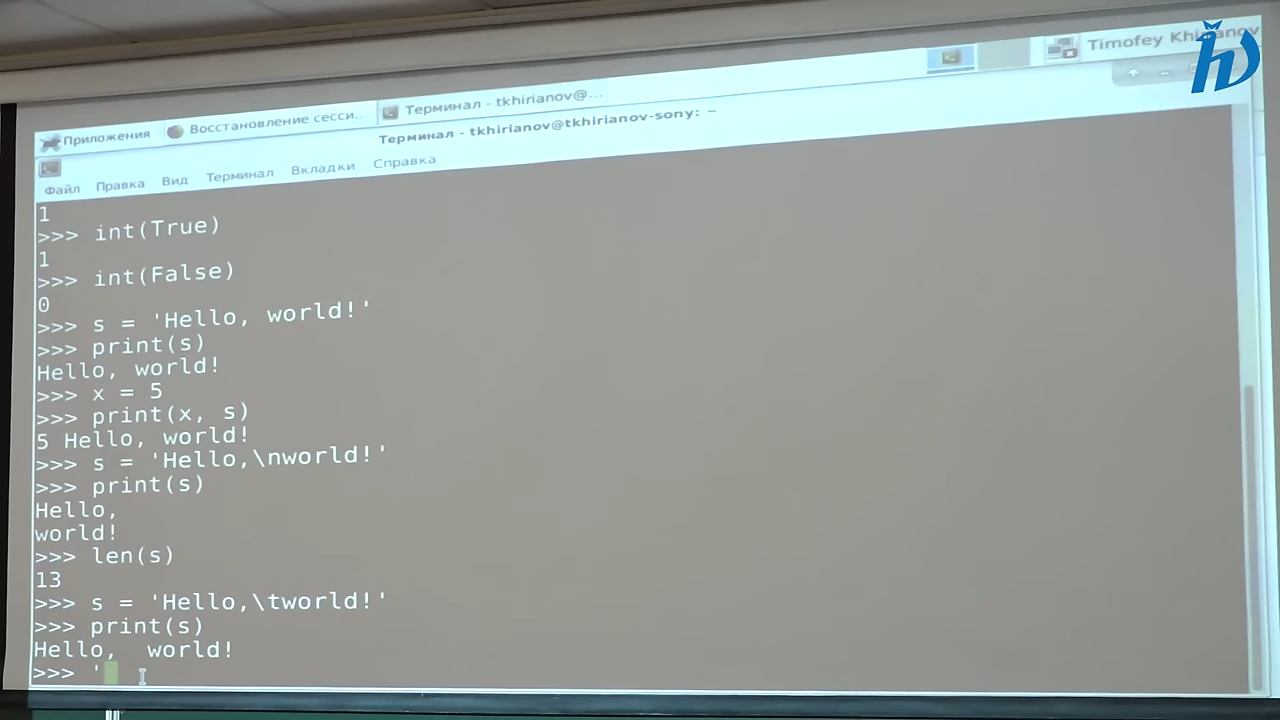 Timofey Khirianov
Приложения
Восстановление сесси...
Терминал - tkhirianov@...
Терминал - tkhirianov@tkhirianov-sony: ~
Файл Правка Вид Терминал Вкладки Справка
1
>>> int(True)
1
>>> int(False)
0
>>> s = 'Hello, world!'
>>> print(s)
Hello, world!
>>> x = 5
>>> print(x, s)
5 Hello, world!
>>> s = 'Hello,\nworld!'
>>> print(s)
Hello,
world!
>>> len(s)
13
>>> s = 'Hello,\tworld!'
>>> print(s)
Hello,  world!
>>> '